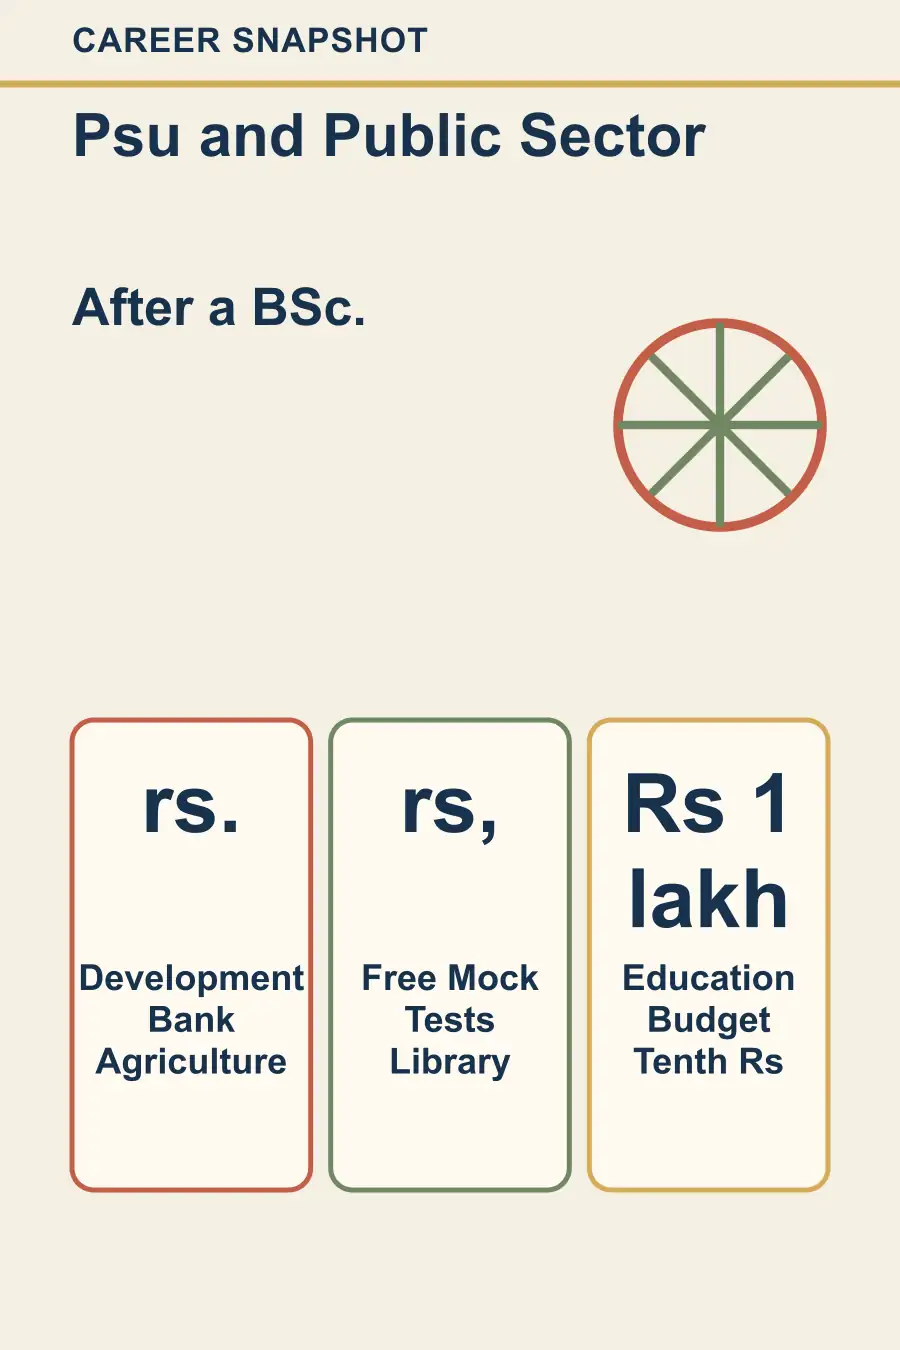 CAREER SNAPSHOT
Psu and Public Sector
After a BSc.
rs.
Development
Bank
Agriculture
rs,
Free Mock
Tests
Library
Rs 1
lakh
Education
Budget
Tenth Rs